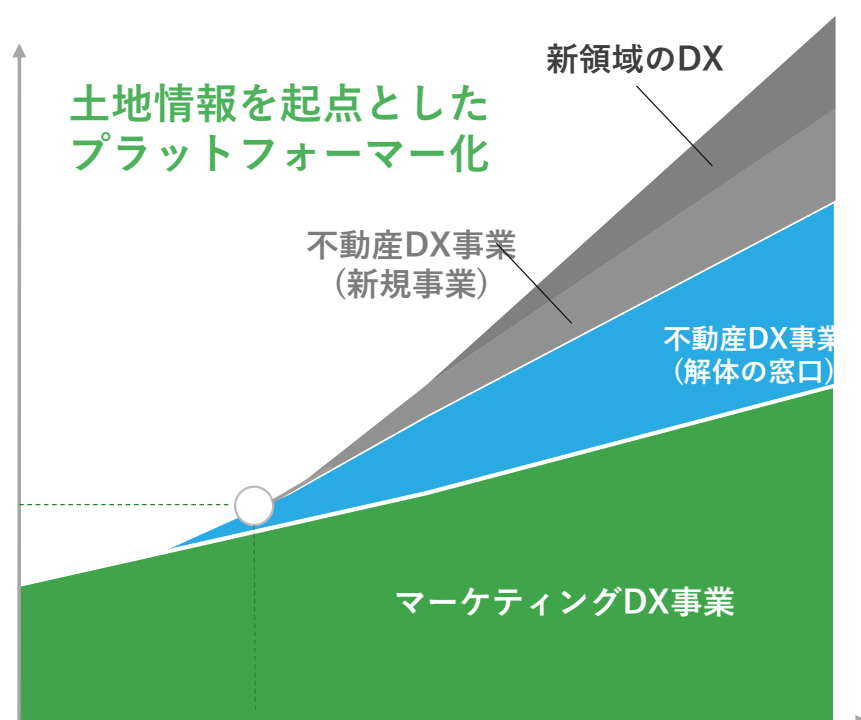 新領域のDX
土地情報を起点とした
プラットフォーマー化
不動産DX事業
(新規事業)
不動産DX事業
(解体の窓口)
マーケティングDX事業